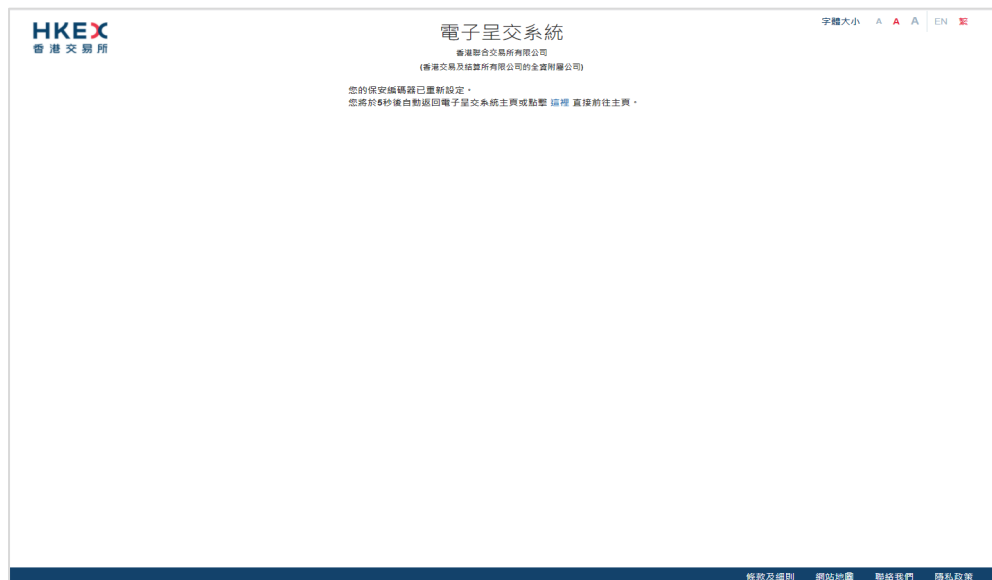 HKEX
香港交易所
電子呈交系統
香港聯合交易所有限公司
(香港交易及結算所有限公司的全資附屬公司)
字體大小 A A A EN 繁
您的保安編碼器已重新設定。
您將於5秒後自動返回電子呈交系統主頁或點擊 這裡 直接前往主頁。
條款及細則 網站地圖 聯絡我們 隱私政策